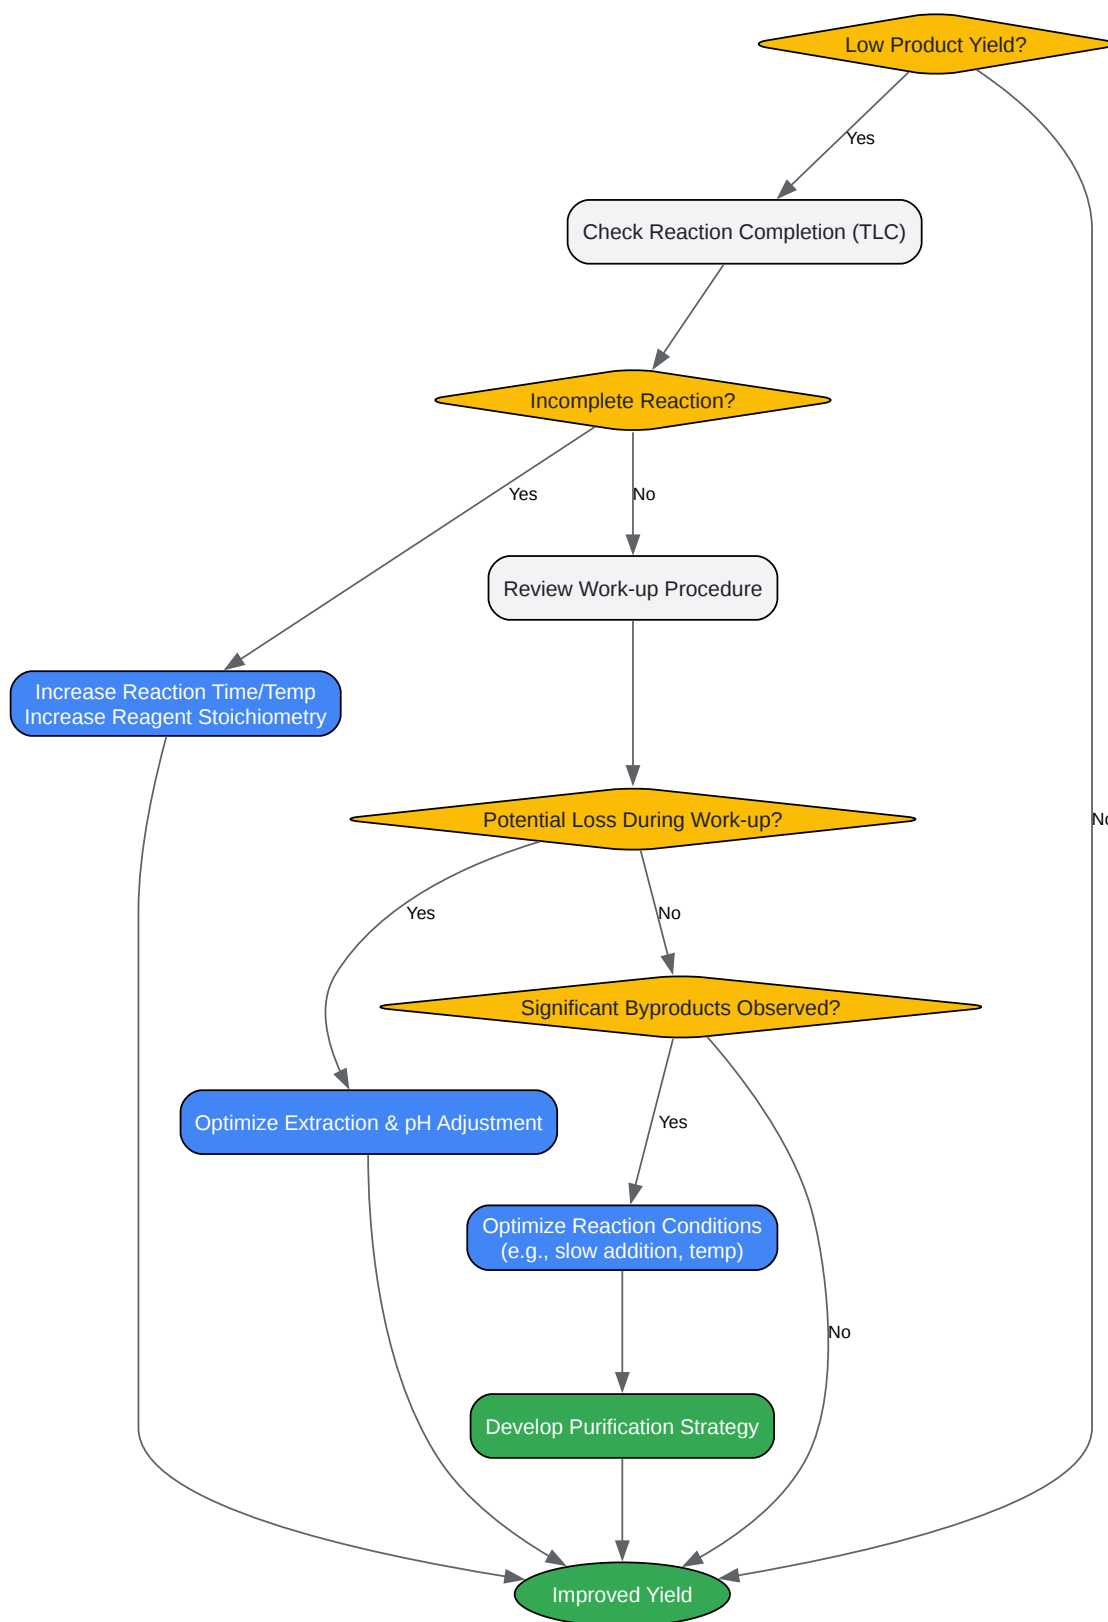 Low Product Yield?
Yes
Check Reaction Completion (TLC)
Incomplete Reaction?
Yes
No
Review Work-up Procedure
Increase Reaction Time/Temp
Increase Reagent Stoichiometry
Potential Loss During Work-up?
No
Yes
No
Significant Byproducts Observed?
Optimize Extraction & pH Adjustment
Yes
Optimize Reaction Conditions
(e.g., slow addition, temp)
No
Develop Purification Strategy
Improved Yield